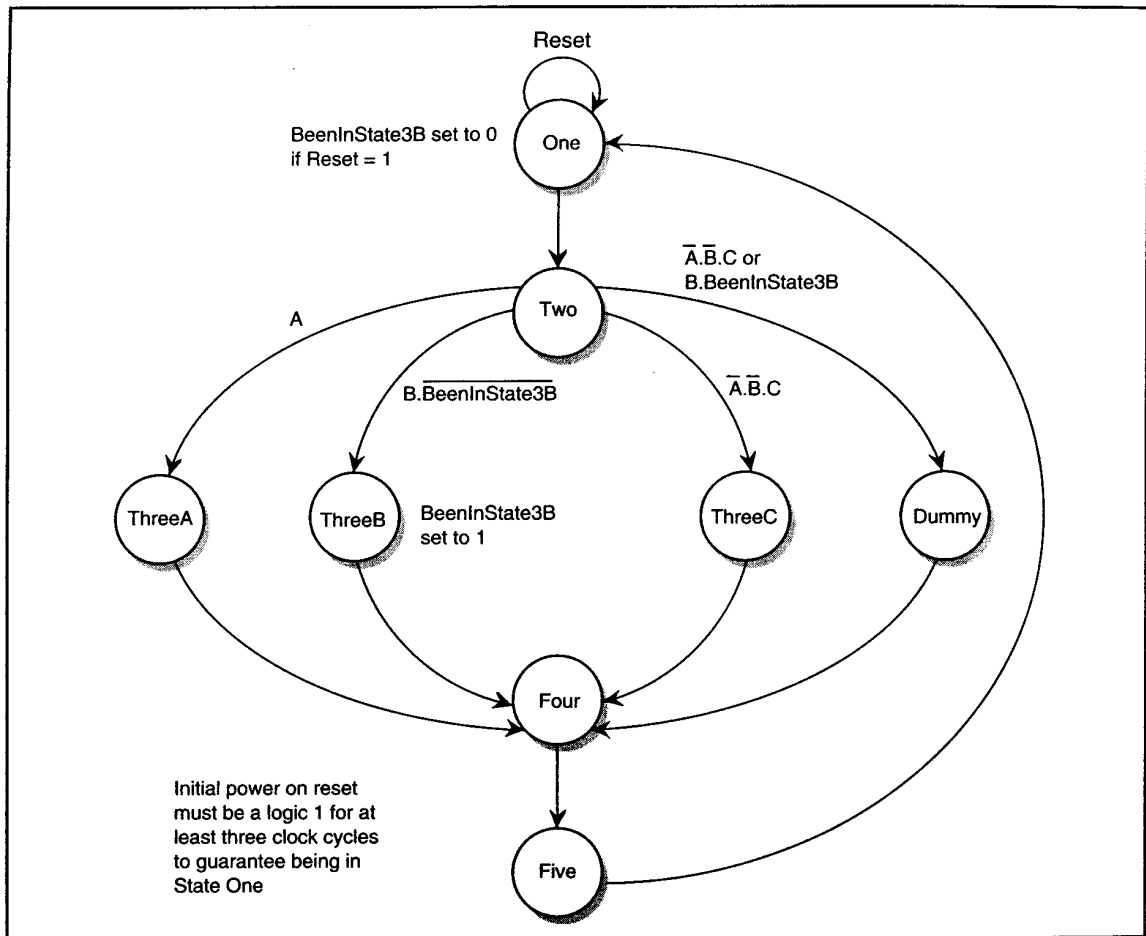 Reset
BeenInState3B set to 0
if Reset = 1
One
Two
A̅.B̅.C or
B.BeenInState3B
A
B.B̅e̅e̅n̅I̅n̅S̅t̅a̅t̅e̅3̅B̅
A̅.B̅.C
ThreeA
ThreeB
BeenInState3B
set to 1
ThreeC
Dummy
Four
Initial power on reset
must be a logic 1 for at
least three clock cycles
to guarantee being in
State One
Five